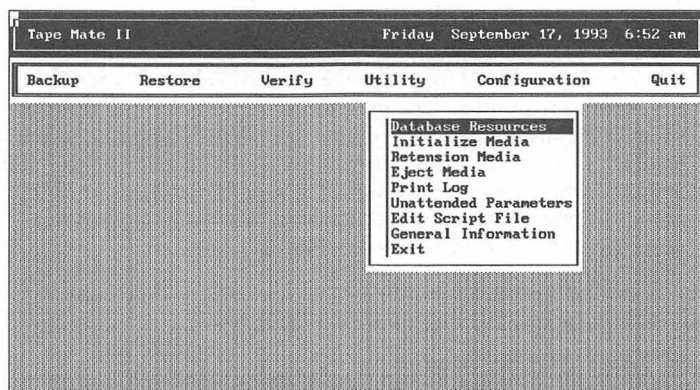 Tape Mate II Friday September 17, 1993 6:52 am
Backup Restore Verify Utility Configuration Quit
Database Resources
Initialize Media
Retension Media
Eject Media
Print Log
Unattended Parameters
Edit Script File
General Information
Exit